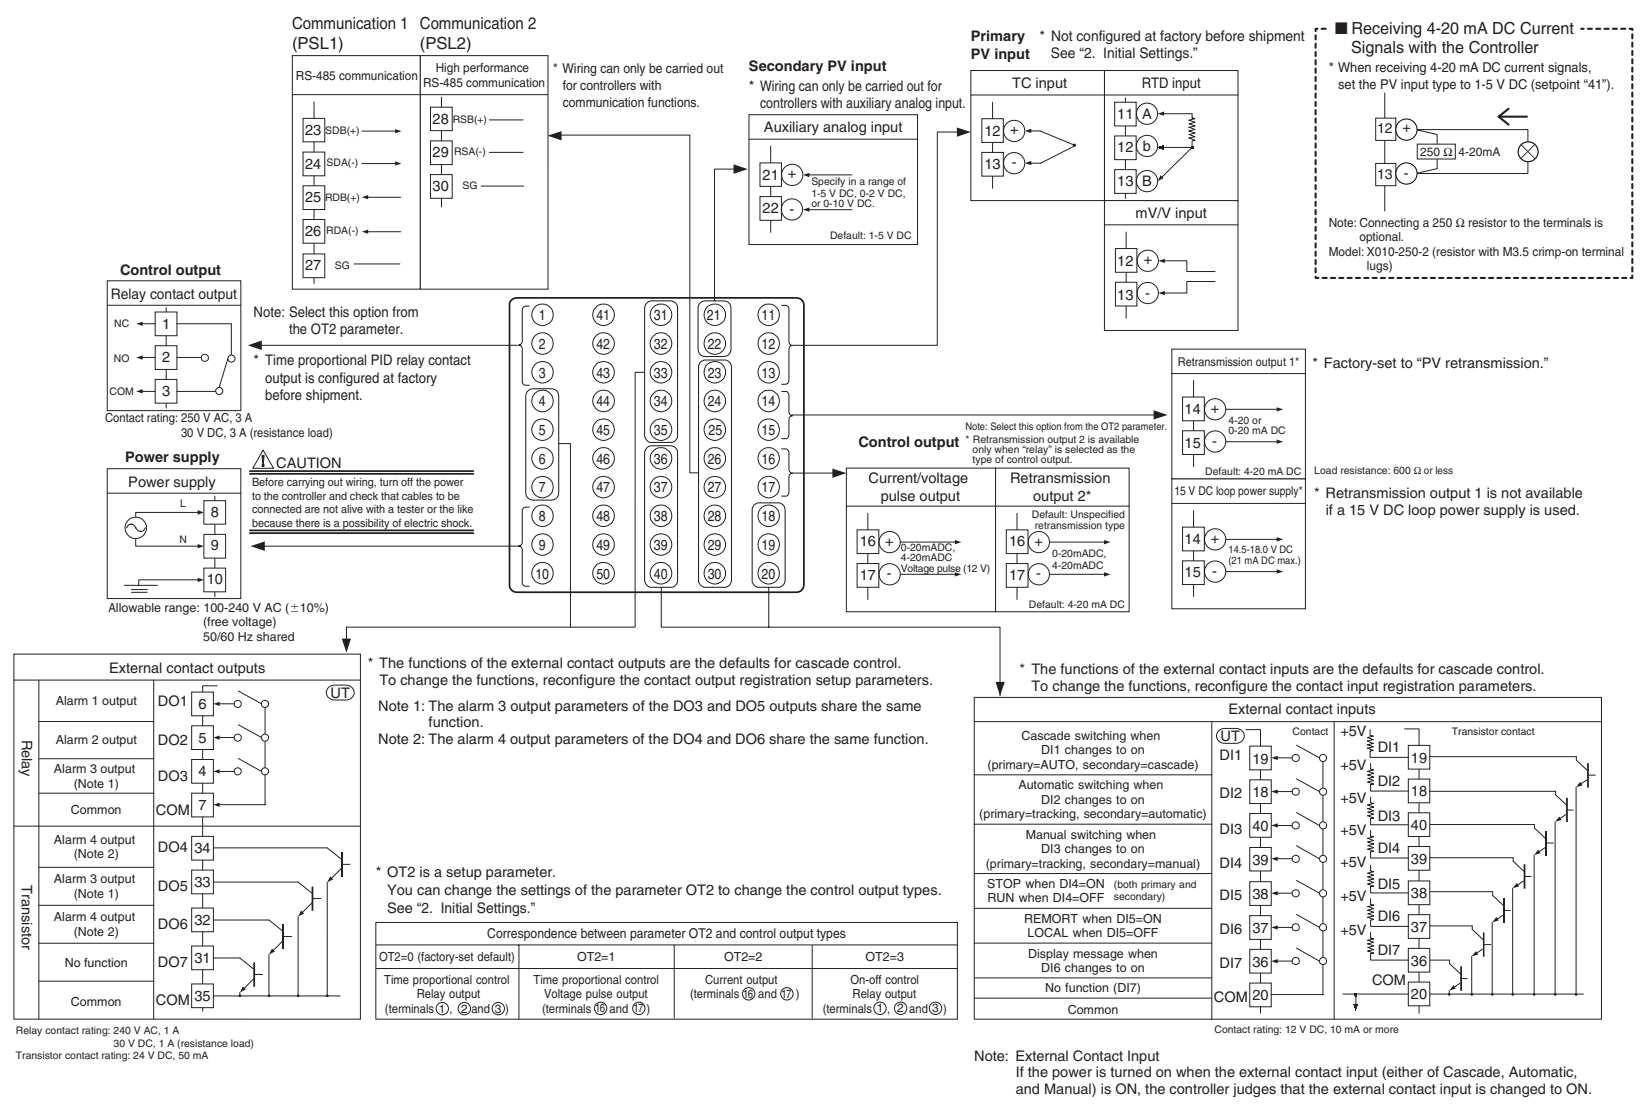 Communication 1
(PSL1)
Communication 2
(PSL2)
RS-485 communication
High performance
RS-485 communication
23 SDB(+)
24 SDA(-)
25 RDB(+)
26 RDA(-)
27 SG
28 RSB(+)
29 RSA(-)
30 SG
* Wiring can only be carried out
for controllers with
communication functions.
Secondary PV input
* Wiring can only be carried out for
controllers with auxiliary analog input.
Auxiliary analog input
21 +
Specify in a range of
1-5 V DC, 0-2 V DC,
or 0-10 V DC.
22 -
Default: 1-5 V DC
Primary
PV input
* Not configured at factory before shipment
See “2. Initial Settings.”
TC input
12 +
13 -
RTD input
11 A
12 b
13 B
mV/V input
12 +
13 -
■ Receiving 4-20 mA DC Current
Signals with the Controller
* When receiving 4-20 mA DC current signals,
set the PV input type to 1-5 V DC (setpoint “41”).
12 +
250 Ω 4-20mA
13 -
Note: Connecting a 250 Ω resistor to the terminals is
optional.
Model: X010-250-2 (resistor with M3.5 crimp-on terminal
lugs)
Control output
Relay contact output
NC 1
NO 2
COM 3
Contact rating: 250 V AC, 3 A
30 V DC, 3 A (resistance load)
Note: Select this option from
the OT2 parameter.
* Time proportional PID relay contact
output is configured at factory
before shipment.
Power supply
Power supply
L 8
N 9
10
Allowable range: 100-240 V AC (±10%)
(free voltage)
50/60 Hz shared
! CAUTION
Before carrying out wiring, turn off the power
to the controller and check that cables to be
connected are not alive with a tester or the like
because there is a possibility of electric shock.
1 41 31 21 11
2 42 32 22 12
3 43 33 23 13
4 44 34 24 14
5 45 35 25 15
6 46 36 26 16
7 47 37 27 17
8 48 38 28 18
9 49 39 29 19
10 50 40 30 20
Retransmission output 1*
14 +
4-20 or
0-20 mA DC
15 -
Default: 4-20 mA DC
15 V DC loop power supply*
14 +
14.5-18.0 V DC
(21 mA DC max.)
15 -
* Factory-set to “PV retransmission.”
Load resistance: 600 Ω or less
* Retransmission output 1 is not available
if a 15 V DC loop power supply is used.
Control output
Note: Select this option from the OT2 parameter.
* Retransmission output 2 is available
only when “relay” is selected as the
type of control output.
Current/voltage
pulse output
16 +
0-20mADC,
4-20mADC
Voltage pulse (12 V)
17 -
Retransmission
output 2*
Default: Unspecified
retransmission type
16 +
0-20mADC,
4-20mADC
17 -
Default: 4-20 mA DC
External contact outputs
UT
Relay
Alarm 1 output DO1 6
Alarm 2 output DO2 5
Alarm 3 output
(Note 1) DO3 4
Common COM 7
Transistor
Alarm 4 output
(Note 2) DO4 34
Alarm 3 output
(Note 1) DO5 33
Alarm 4 output
(Note 2) DO6 32
No function DO7 31
Common COM 35
Relay contact rating: 240 V AC, 1 A
30 V DC, 1 A (resistance load)
Transistor contact rating: 24 V DC, 50 mA
* The functions of the external contact outputs are the defaults for cascade control.
To change the functions, reconfigure the contact output registration setup parameters.
Note 1: The alarm 3 output parameters of the DO3 and DO5 outputs share the same
function.
Note 2: The alarm 4 output parameters of the DO4 and DO6 share the same function.
* OT2 is a setup parameter.
You can change the settings of the parameter OT2 to change the control output types.
See “2. Initial Settings.”
Correspondence between parameter OT2 and control output types
OT2=0 (factory-set default) OT2=1 OT2=2 OT2=3
Time proportional control
Relay output
(terminals①, ②and③)
Time proportional control
Voltage pulse output
(terminals ⑯ and ⑰)
Current output
(terminals ⑯ and ⑰)
On-off control
Relay output
(terminals①, ②and③)
* The functions of the external contact inputs are the defaults for cascade control.
To change the functions, reconfigure the contact input registration parameters.
External contact inputs
Cascade switching when
DI1 changes to on
(primary=AUTO, secondary=cascade)
Automatic switching when
DI2 changes to on
(primary=tracking, secondary=automatic)
Manual switching when
DI3 changes to on
(primary=tracking, secondary=manual)
STOP when DI4=ON (both primary and
RUN when DI4=OFF secondary)
REMORT when DI5=ON
LOCAL when DI5=OFF
Display message when
DI6 changes to on
No function (DI7)
Common
UT Contact
DI1 19
DI2 18
DI3 40
DI4 39
DI5 38
DI6 37
DI7 36
COM 20
Transistor contact
+5V DI1 19
+5V DI2 18
+5V DI3 40
+5V DI4 39
+5V DI5 38
+5V DI6 37
+5V DI7 36
COM 20
Contact rating: 12 V DC, 10 mA or more
Note: External Contact Input
If the power is turned on when the external contact input (either of Cascade, Automatic,
and Manual) is ON, the controller judges that the external contact input is changed to ON.